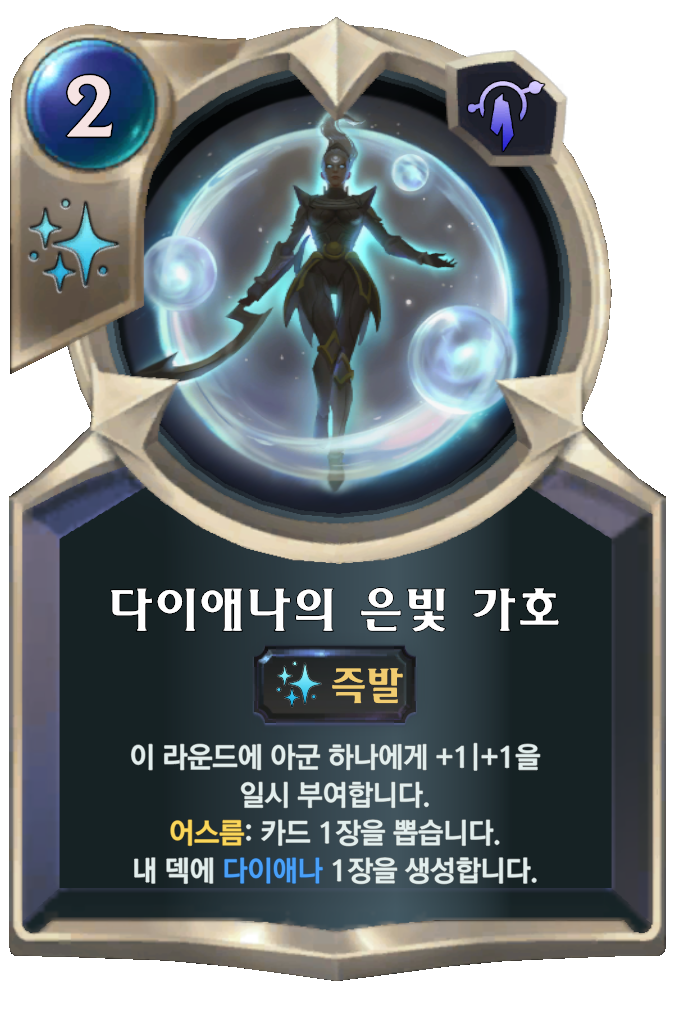 2
다이애나의 은빛 가호
즉발
이 라운드에 아군 하나에게 +1|+1을
일시 부여합니다.
어스름: 카드 1장을 뽑습니다.
내 덱에 다이애나 1장을 생성합니다.